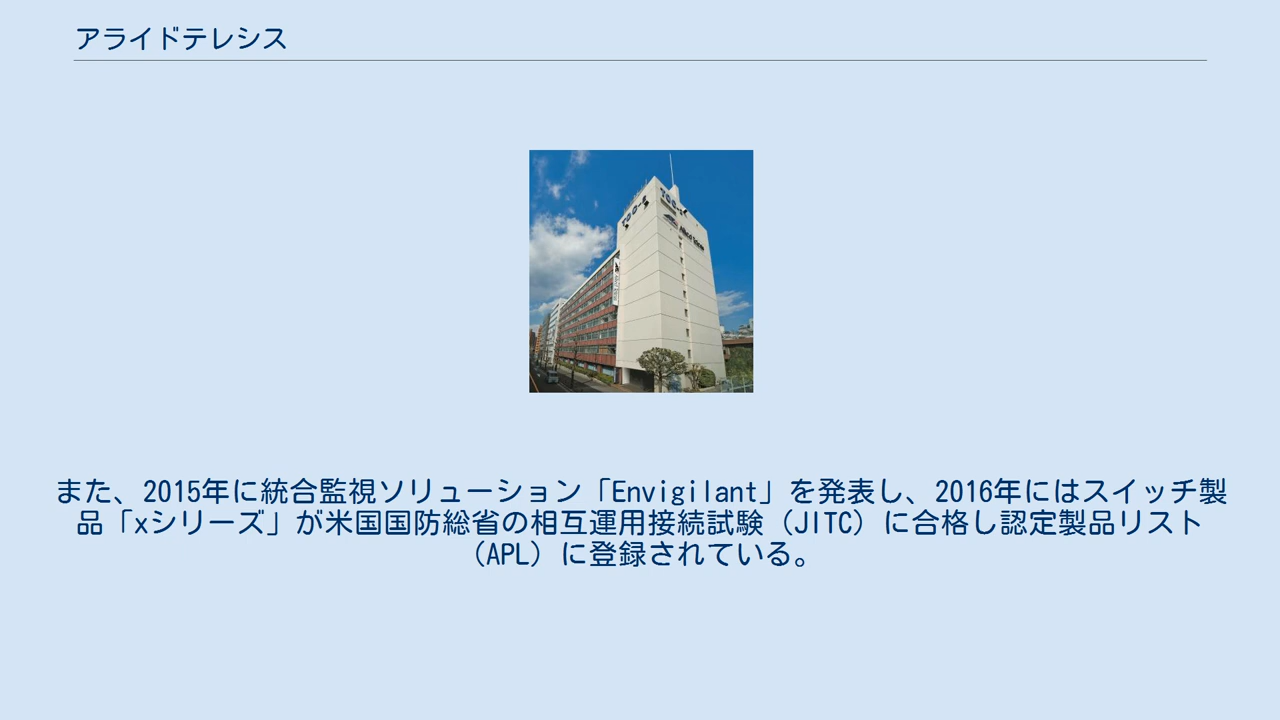 アライドテレシス
TOC
TOC
Allied Telesis
また、2015年に統合監視ソリューション「Envigilant」を発表し、2016年にはスイッチ製
品「xシリーズ」が米国国防総省の相互運用接続試験（JITC）に合格し認定製品リスト
（APL）に登録されている。